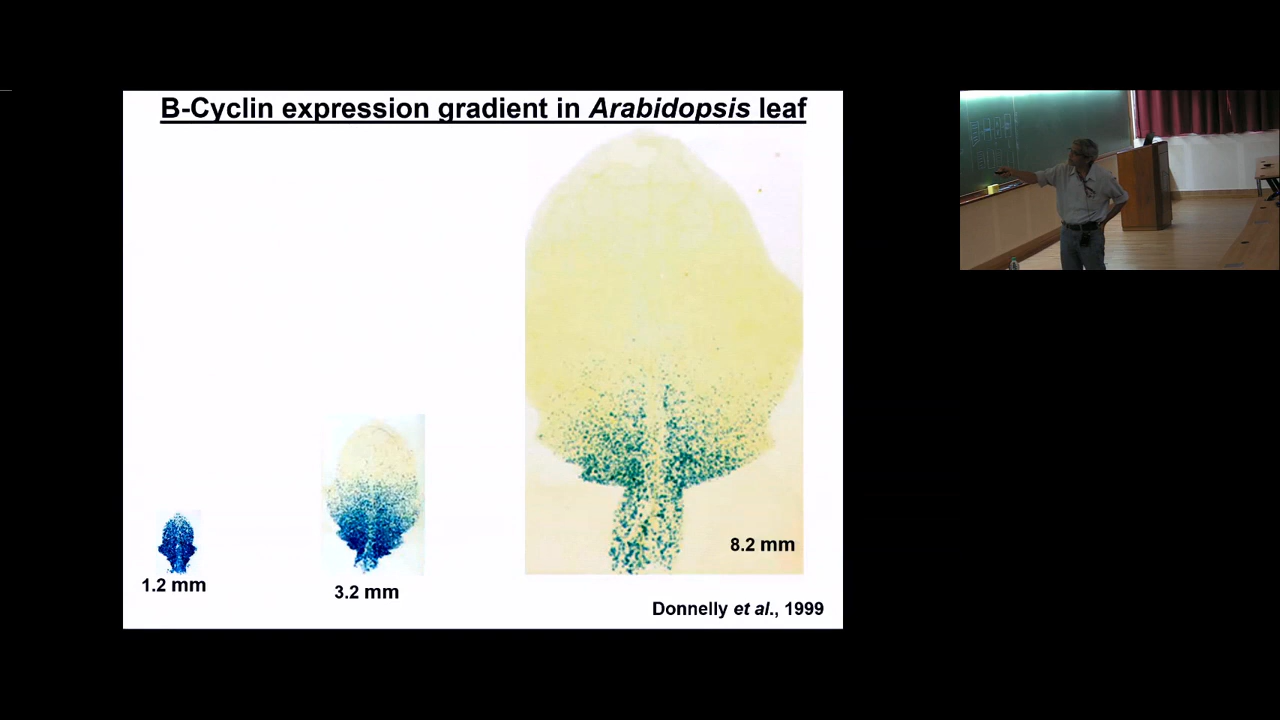 B-Cyclin expression gradient in Arabidopsis leaf
1.2 mm
3.2 mm
8.2 mm
Donnelly et al., 1999